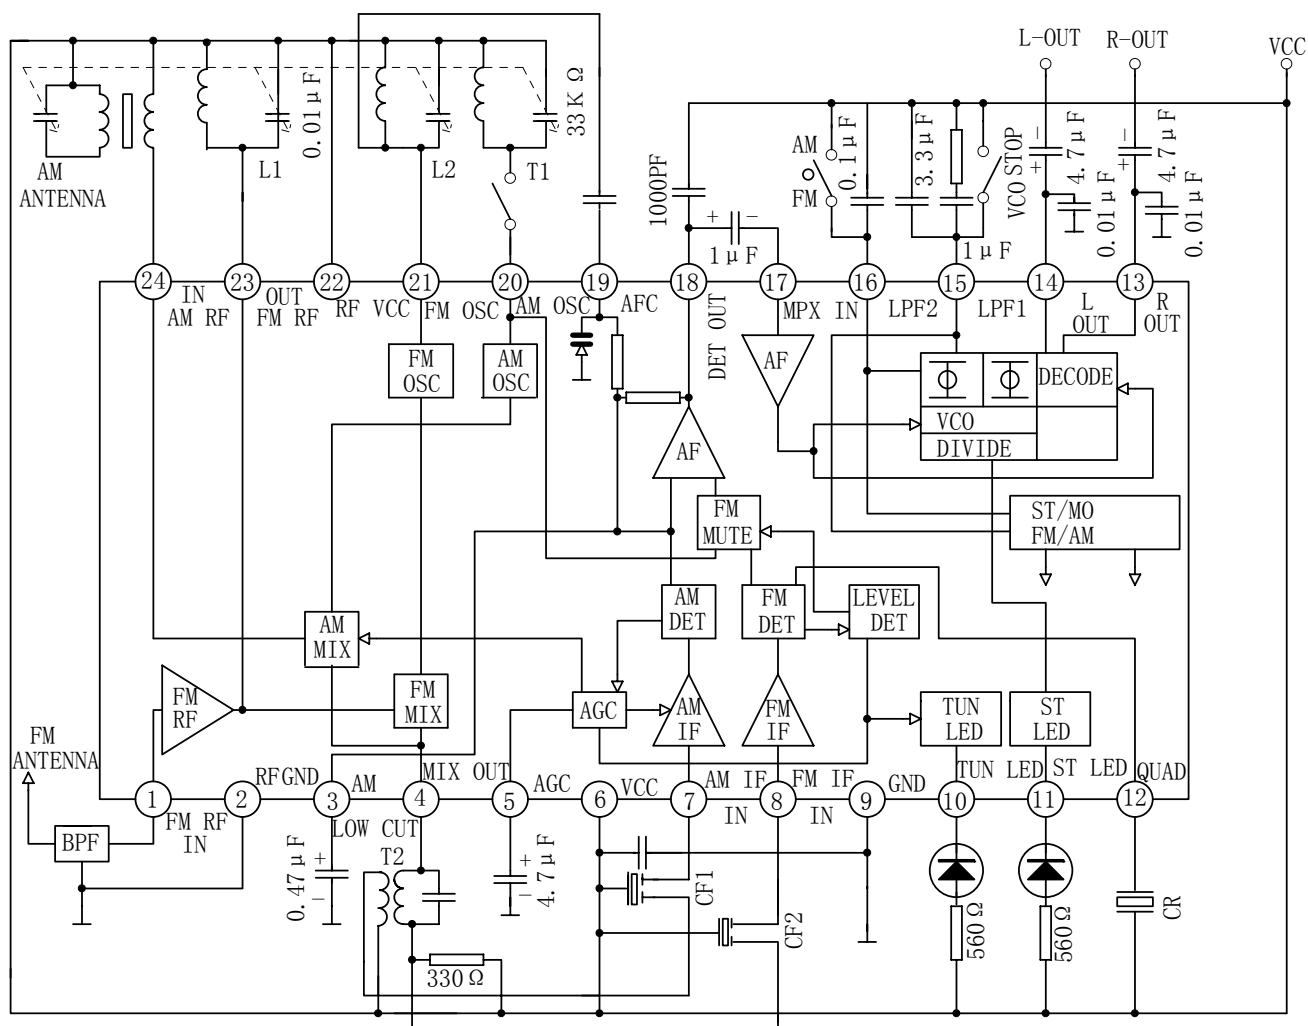 L-OUT
R-OUT
VCC
AM
ANTENNA
L1
0.01μF
L2
T1
33KΩ
1000PF
1μF
AM
FM
0.1μF
3.3μF
1μF
VCO STOP
4.7μF
0.01μF
4.7μF
0.01μF
24
23
22
21
20
19
18
17
16
15
14
13
IN
AM RF
OUT
FM RF
RF VCC
FM OSC
AM OSC
AFC
DET OUT
MPX IN
LPF2
LPF1
L
OUT
R
OUT
FM
OSC
AM
OSC
AF
DECODE
VCO
DIVIDE
AF
FM
MUTE
ST/MO
FM/AM
AM
MIX
AM
DET
FM
DET
LEVEL
DET
FM
RF
FM
MIX
AGC
AM
IF
FM
IF
TUN
LED
ST
LED
FM
ANTENNA
1
2
3
4
5
6
7
8
9
10
11
12
FM RF
IN
RFGND
AM
LOW CUT
MIX OUT
AGC
VCC
AM IF
IN
FM IF
IN
GND
TUN LED
ST LED
QUAD
BPF
0.47μF
+
-
T2
4.7μF
+
-
CF1
CF2
330Ω
560Ω
560Ω
CR